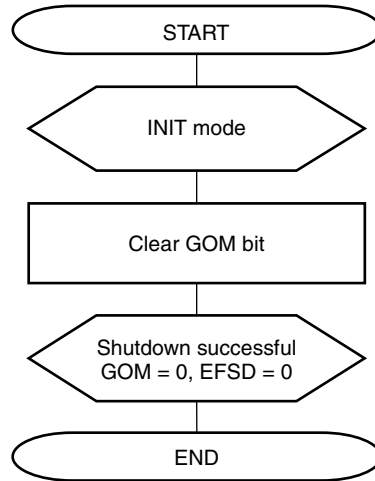 START
INIT mode
Clear GOM bit
Shutdown successful
GOM = 0, EFSD = 0
END